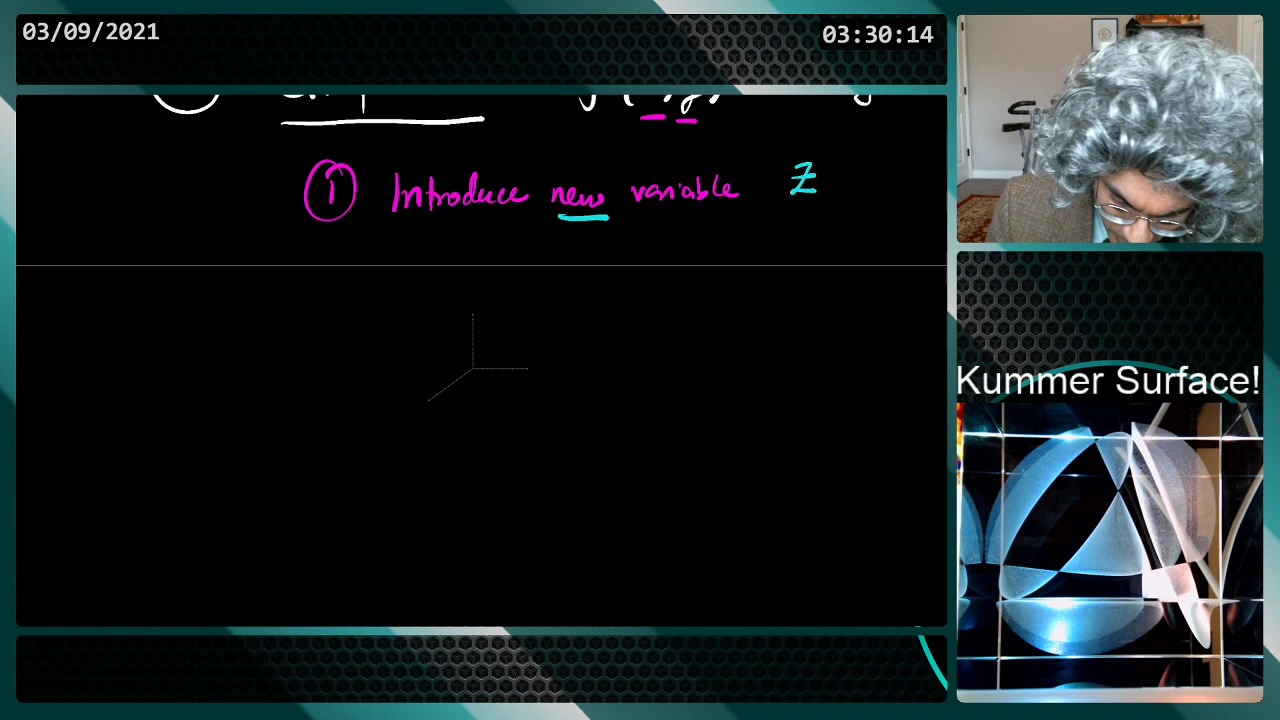 03/09/2021
03:30:14
① Introduce new variable Z
Kummer Surface!